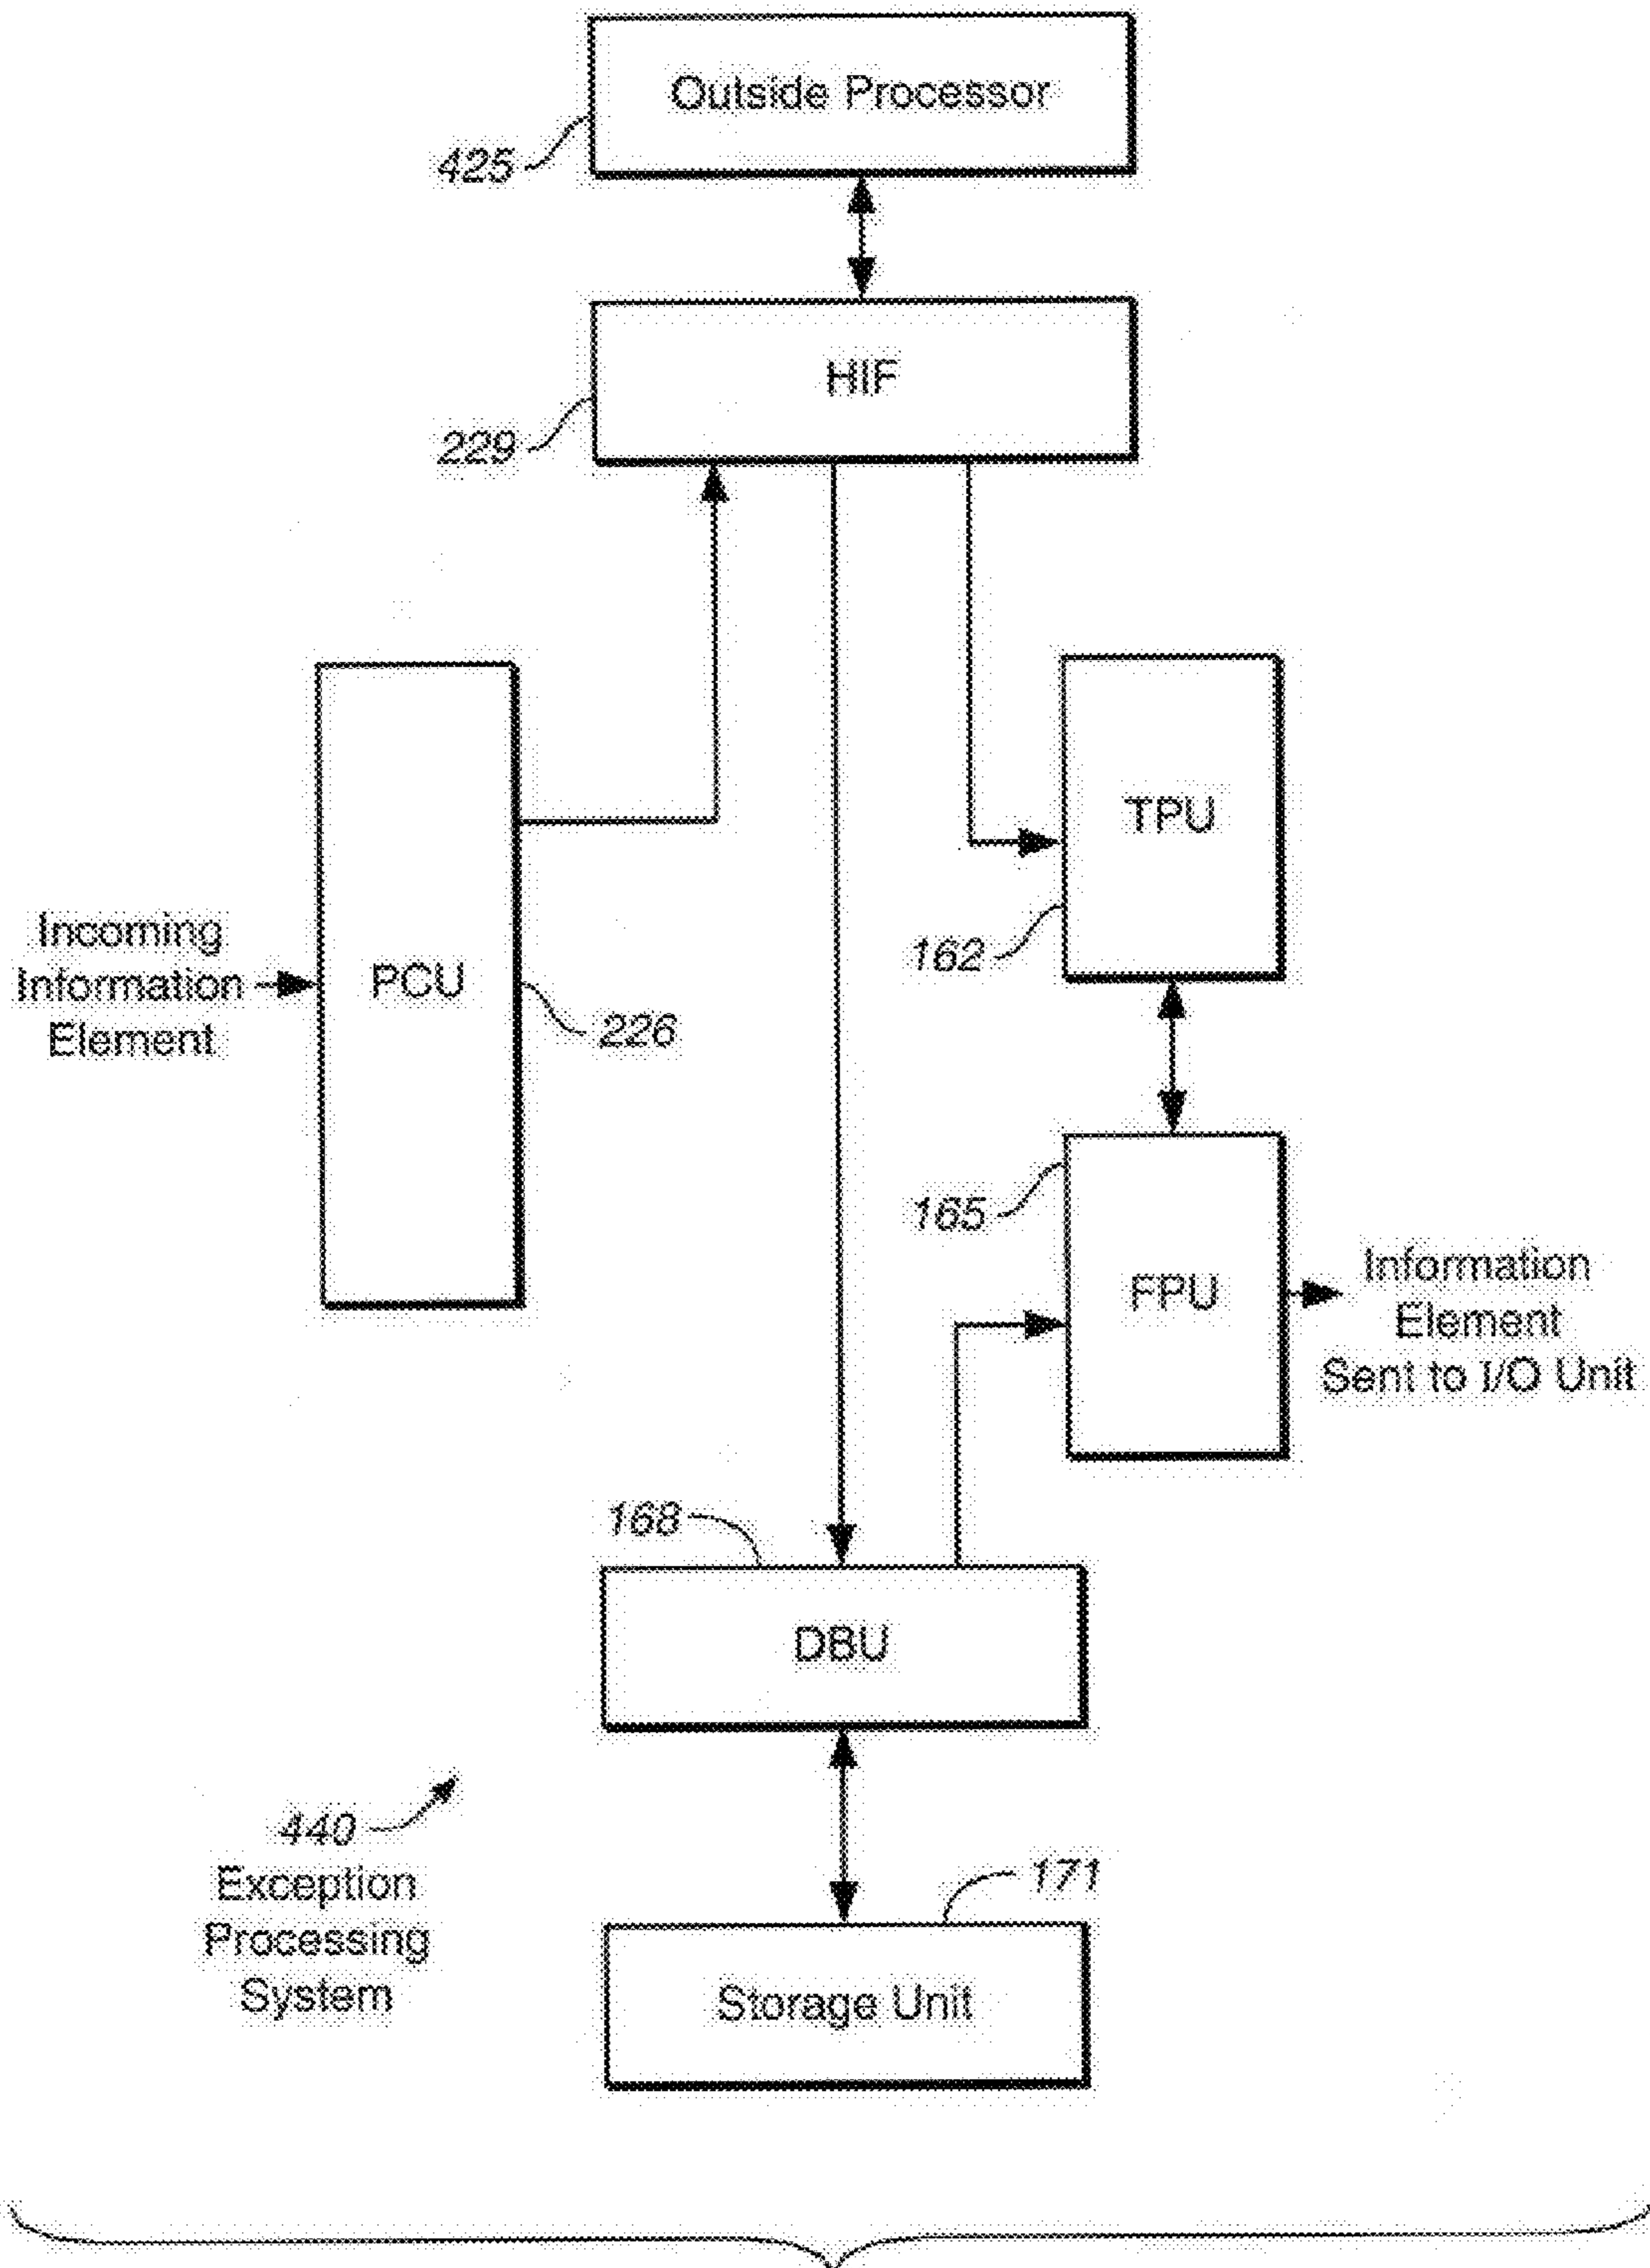 Outside Processor
425
HIF
229
TPU
162
Incoming
Information
Element
PCU
226
165
FPU
Information
Element
Sent to I/O Unit
168
DBU
440
Exception
Processing
System
171
Storage Unit